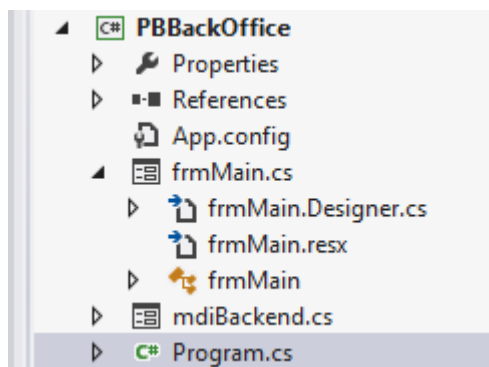 C# PBBackOffice
Properties
References
App.config
frmMain.cs
frmMain.Designer.cs
frmMain.resx
frmMain
mdiBackend.cs
C# Program.cs